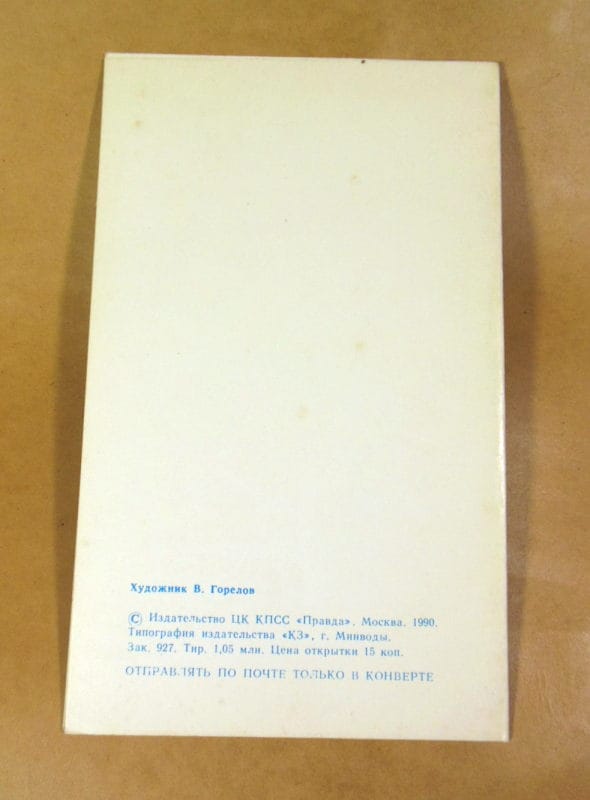 Художник В. Горелов
© Издательство ЦК КПСС «Правда». Москва. 1990.
Типография издательства «КЗ», г. Минводы.
Зак. 927. Тир. 1,05 млн. Цена открытки 15 коп.
ОТПРАВЛЯТЬ ПО ПОЧТЕ ТОЛЬКО В КОНВЕРТЕ